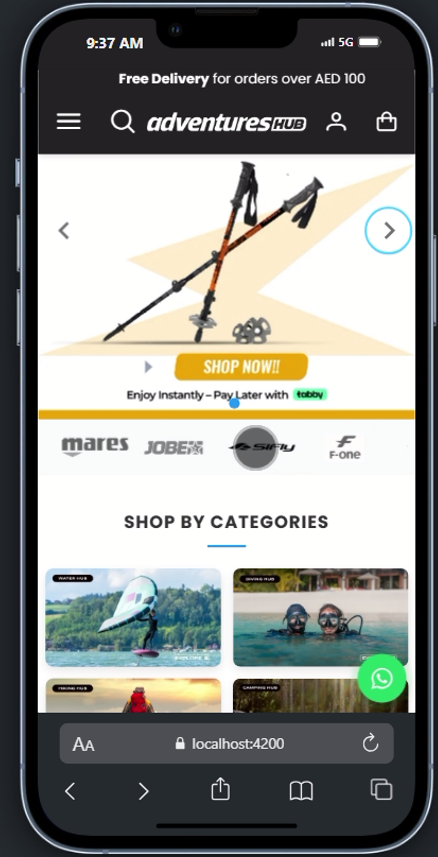 9:37 AM
5G
Free Delivery for orders over AED 100
adventures HUB
SHOP NOW!!
Enjoy Instantly – Pay Later with tabby
mares JOBE SIFLY F-ONE
SHOP BY CATEGORIES
WATER HUB
DIVING HUB
EXPLORE
HIKING HUB
CAMPING HUB
AA localhost:4200